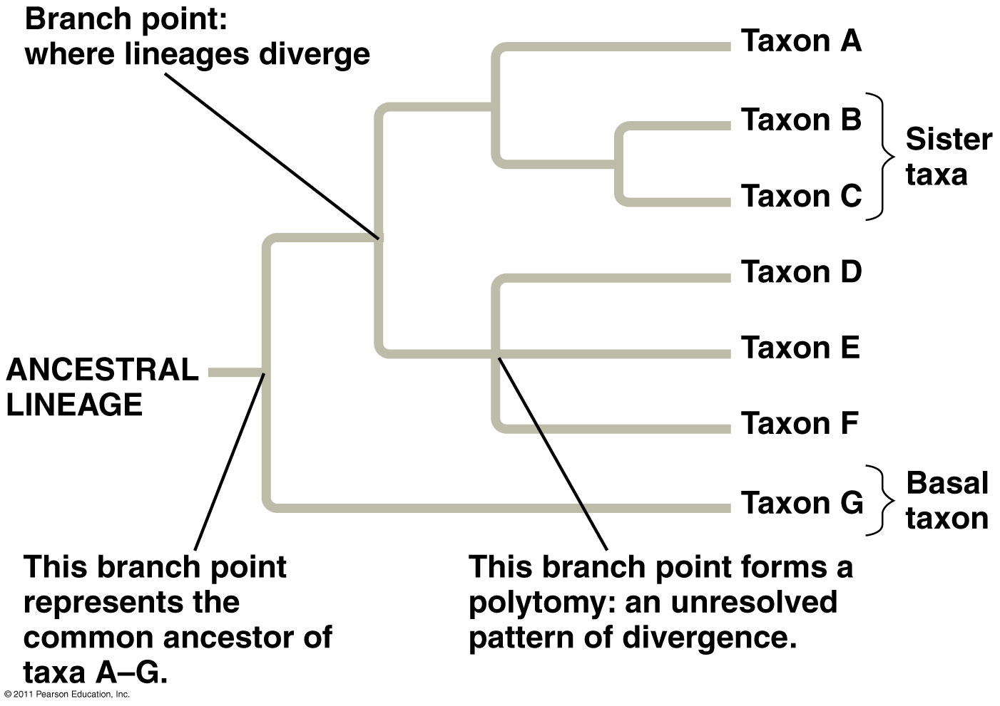 Branch point:
where lineages diverge
Taxon A
Taxon B
Taxon C
Sister
taxa
Taxon D
Taxon E
ANCESTRAL
LINEAGE
Taxon F
Taxon G
Basal
taxon
This branch point
represents the
common ancestor of
taxa A–G.
This branch point forms a
polytomy: an unresolved
pattern of divergence.
© 2011 Pearson Education, Inc.